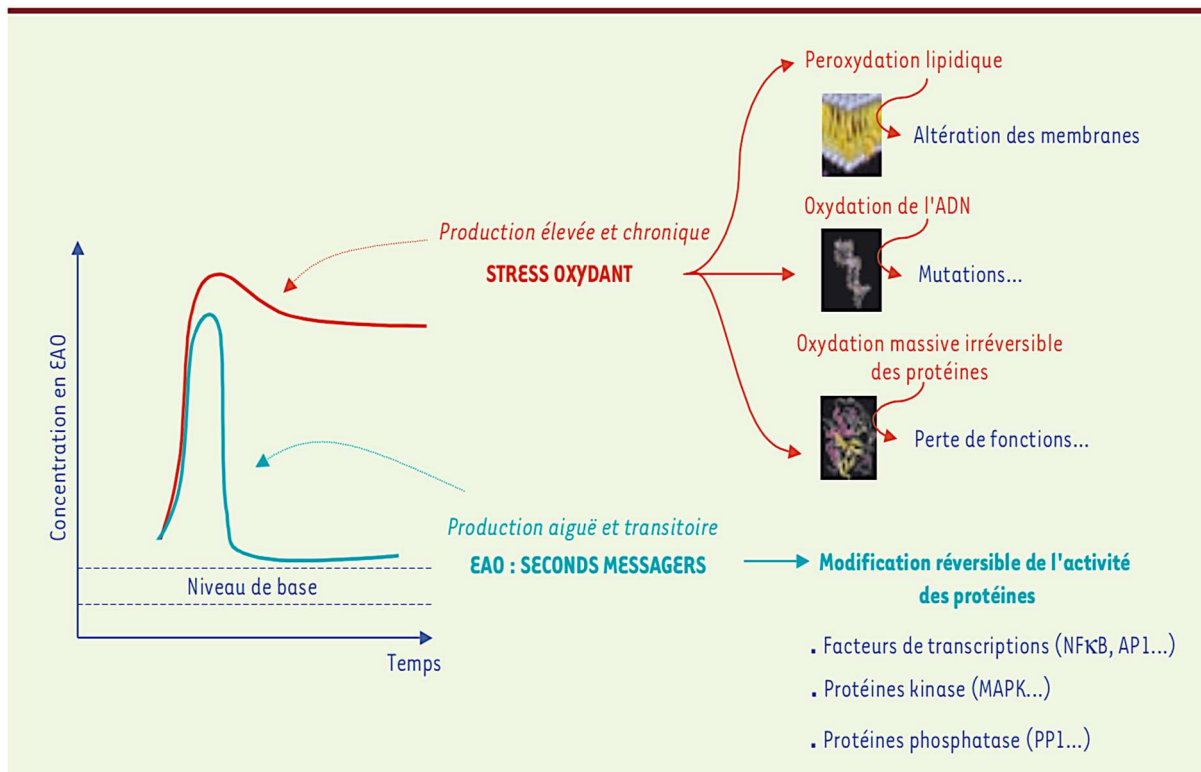 Peroxydation lipidique
Altération des membranes
Oxydation de l'ADN
Mutations...
Oxydation massive irréversible
des protéines
Perte de fonctions...
Production élevée et chronique
STRESS OXYDANT
Concentration en EAO
Production aiguë et transitoire
EAO : SECONDS MESSAGERS
Niveau de base
Temps
Modification réversible de l'activité
des protéines
. Facteurs de transcriptions (NFκB, AP1...)
. Protéines kinase (MAPK...)
. Protéines phosphatase (PP1...)